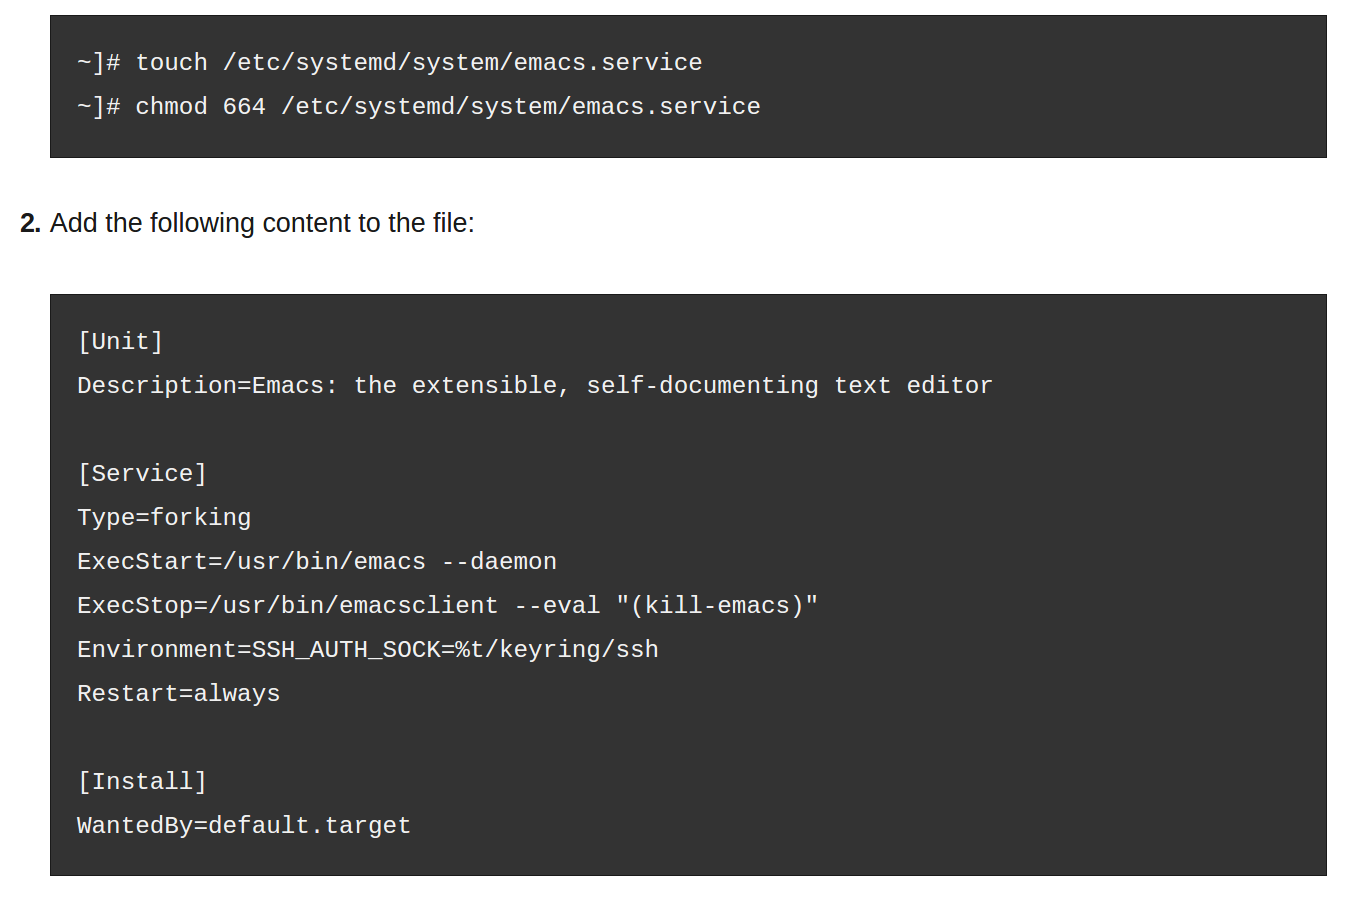 ~]# touch /etc/systemd/system/emacs.service
~]# chmod 664 /etc/systemd/system/emacs.service
2. Add the following content to the file:
[Unit]
Description=Emacs: the extensible, self-documenting text editor
[Service]
Type=forking
ExecStart=/usr/bin/emacs --daemon
ExecStop=/usr/bin/emacsclient --eval "(kill-emacs)"
Environment=SSH_AUTH_SOCK=%t/keyring/ssh
Restart=always
[Install]
WantedBy=default.target